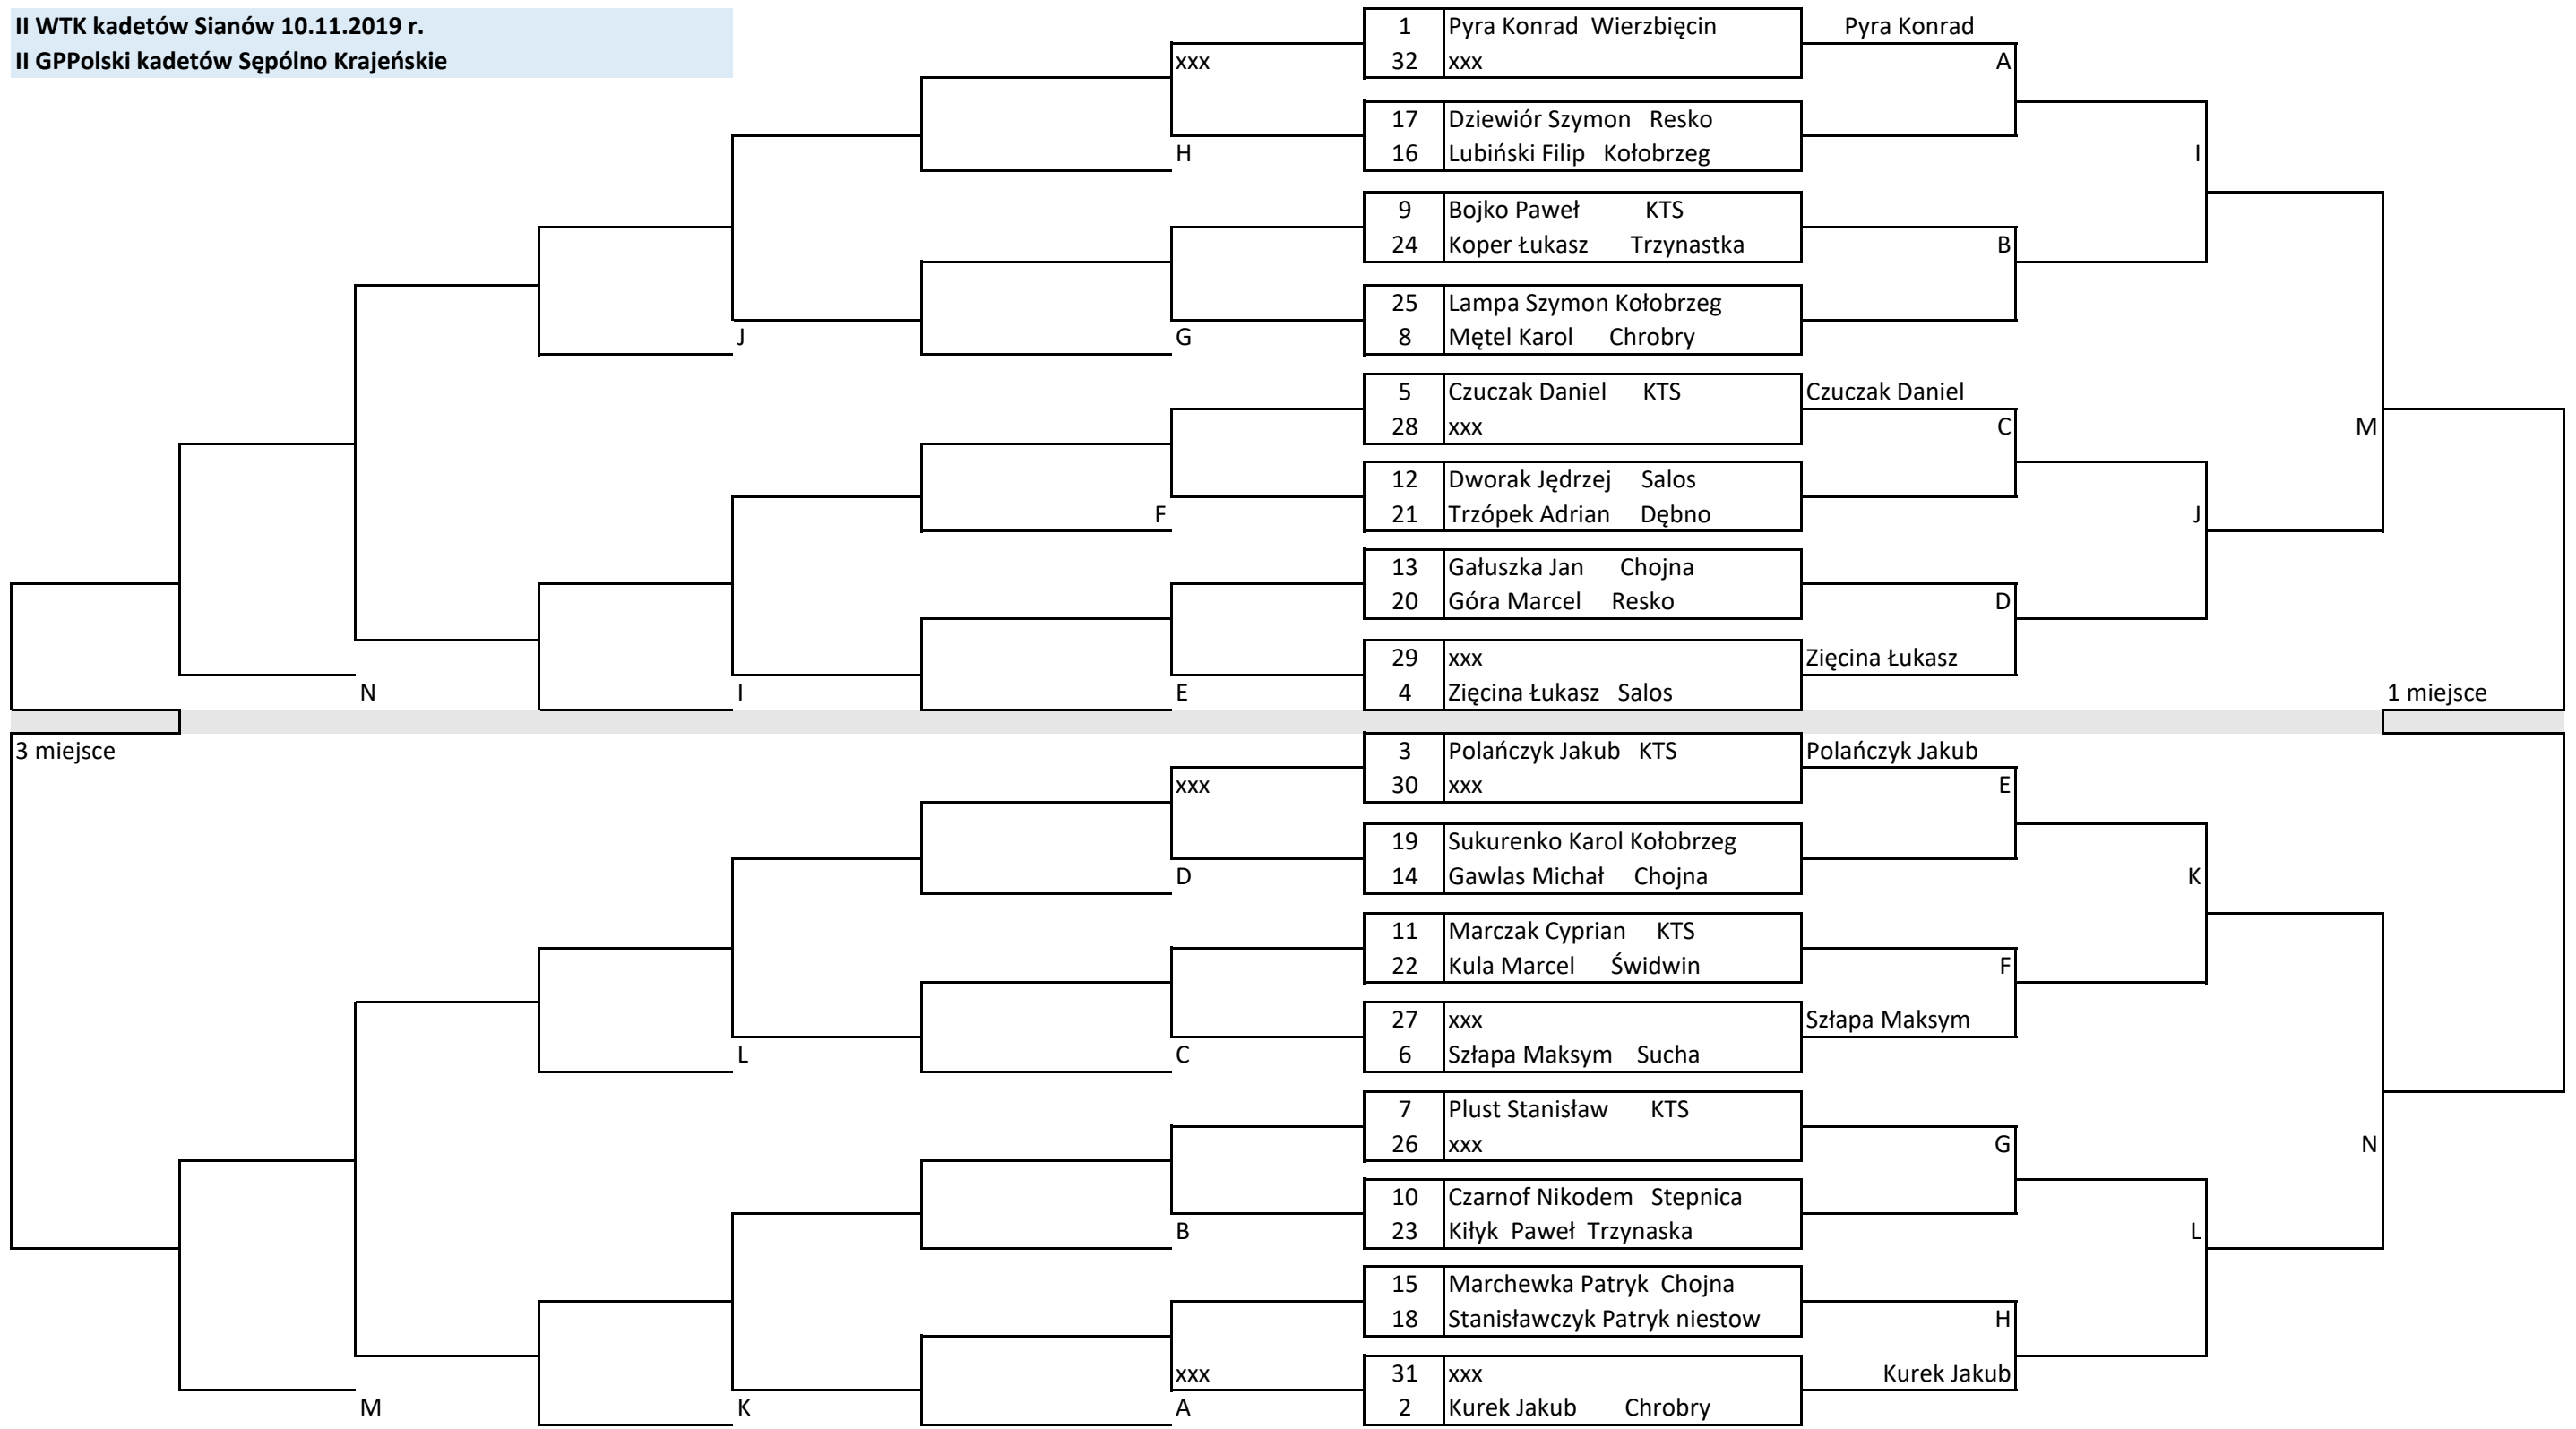 II WTK kadetów Sianów 10.11.2019 r.
II GPPolski kadetów Sępólno Krajeńskie
1 Pyra Konrad Wierzbięcin Pyra Konrad
xxx 32 xxx A
17 Dziewiór Szymon Resko
H 16 Lubiński Filip Kołobrzeg I
9 Bojko Paweł KTS
24 Koper Łukasz Trzynastka B
25 Lampa Szymon Kołobrzeg
J G 8 Mętel Karol Chrobry
5 Czuczak Daniel KTS Czuczak Daniel
28 xxx C M
12 Dworak Jędrzej Salos
F 21 Trzópek Adrian Dębno J
13 Gałuszka Jan Chojna
20 Góra Marcel Resko D
29 xxx Zięcina Łukasz
N I E 4 Zięcina Łukasz Salos 1 miejsce
3 miejsce 3 Polańczyk Jakub KTS Polańczyk Jakub
xxx 30 xxx E
19 Sukurenko Karol Kołobrzeg
D 14 Gawlas Michał Chojna K
11 Marczak Cyprian KTS
22 Kula Marcel Świdwin F
27 xxx Szłapa Maksym
L C 6 Szłapa Maksym Sucha
7 Plust Stanisław KTS
26 xxx G N
10 Czarnof Nikodem Stepnica
B 23 Kiłyk Paweł Trzynaska L
15 Marchewka Patryk Chojna
18 Stanisławczyk Patryk niestow H
xxx 31 xxx Kurek Jakub
M K A 2 Kurek Jakub Chrobry